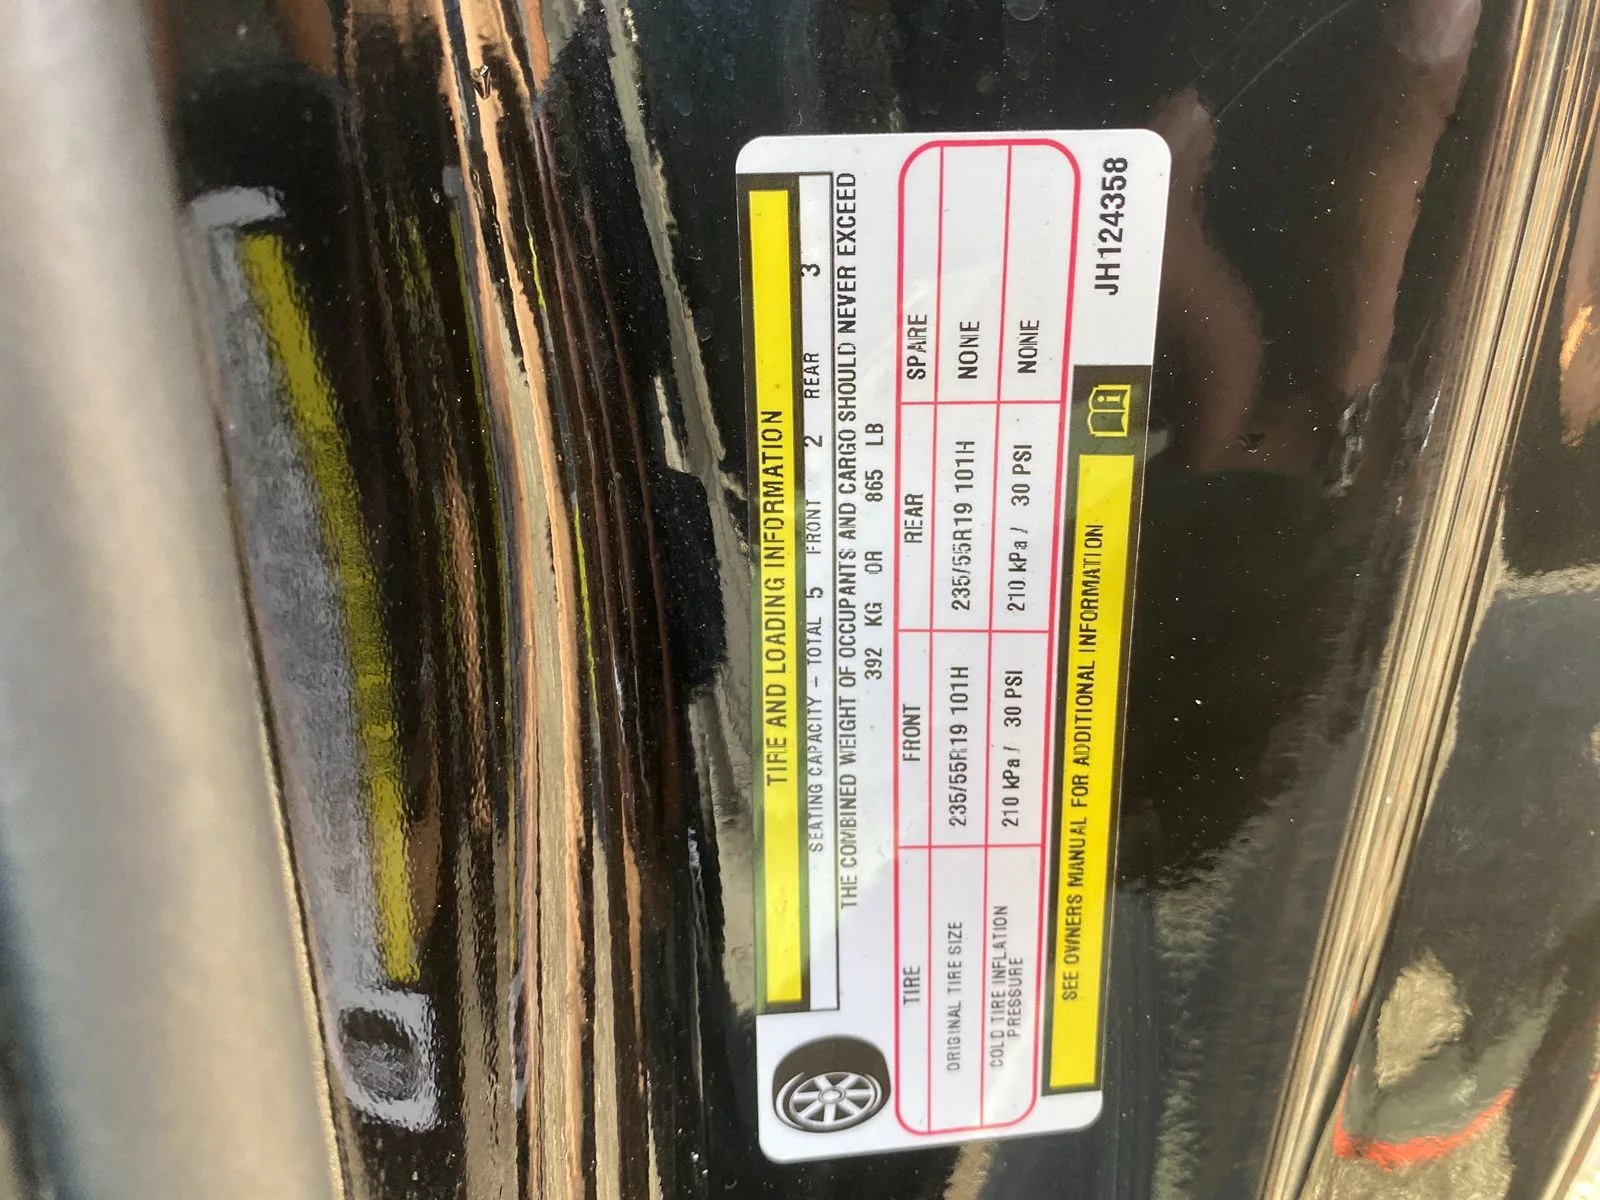 TIRE AND LOADING INFORMATION
SEATING CAPACITY – TOTAL 5 FRONT 2 REAR 3
THE COMBINED WEIGHT OF OCCUPANTS AND CARGO SHOULD NEVER EXCEED
392 KG OR 865 LB
TIRE FRONT REAR SPARE
ORIGINAL TIRE SIZE 235/55R19 101H 235/55R19 101H NONE
COLD TIRE INFLATION
PRESSURE 210 kPa / 30 PSI 210 kPa / 30 PSI NONE
SEE OWNERS MANUAL FOR ADDITIONAL INFORMATION
JH124358